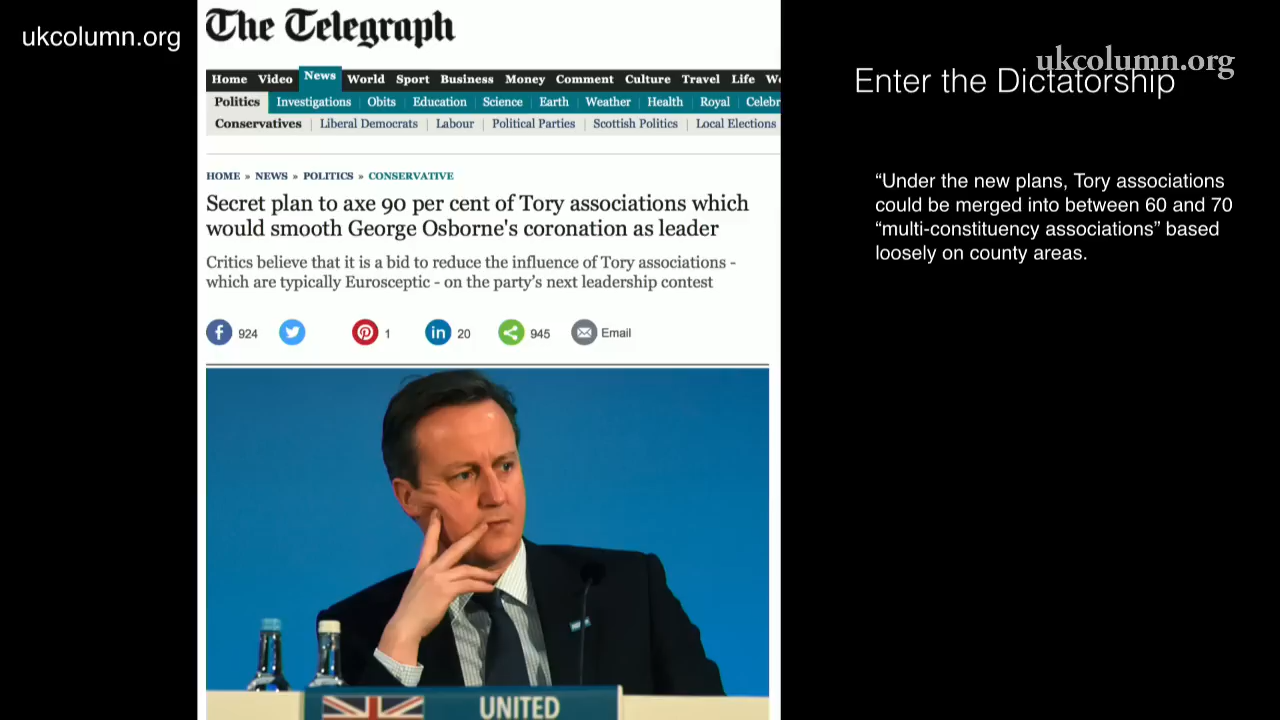 ukcolumn.org
The Telegraph
Home Video News World Sport Business Money Comment Culture Travel Life
Politics Investigations Obits Education Science Earth Weather Health Royal Celebr
Conservatives Liberal Democrats Labour Political Parties Scottish Politics Local Elections
HOME » NEWS » POLITICS » CONSERVATIVE
Secret plan to axe 90 per cent of Tory associations which
would smooth George Osborne's coronation as leader
Critics believe that it is a bid to reduce the influence of Tory associations -
which are typically Eurosceptic - on the party's next leadership contest
924 1 in 20 945 Email
UNITED
ukcolumn.org
Enter the Dictatorship
“Under the new plans, Tory associations
could be merged into between 60 and 70
“multi-constituency associations” based
loosely on county areas.